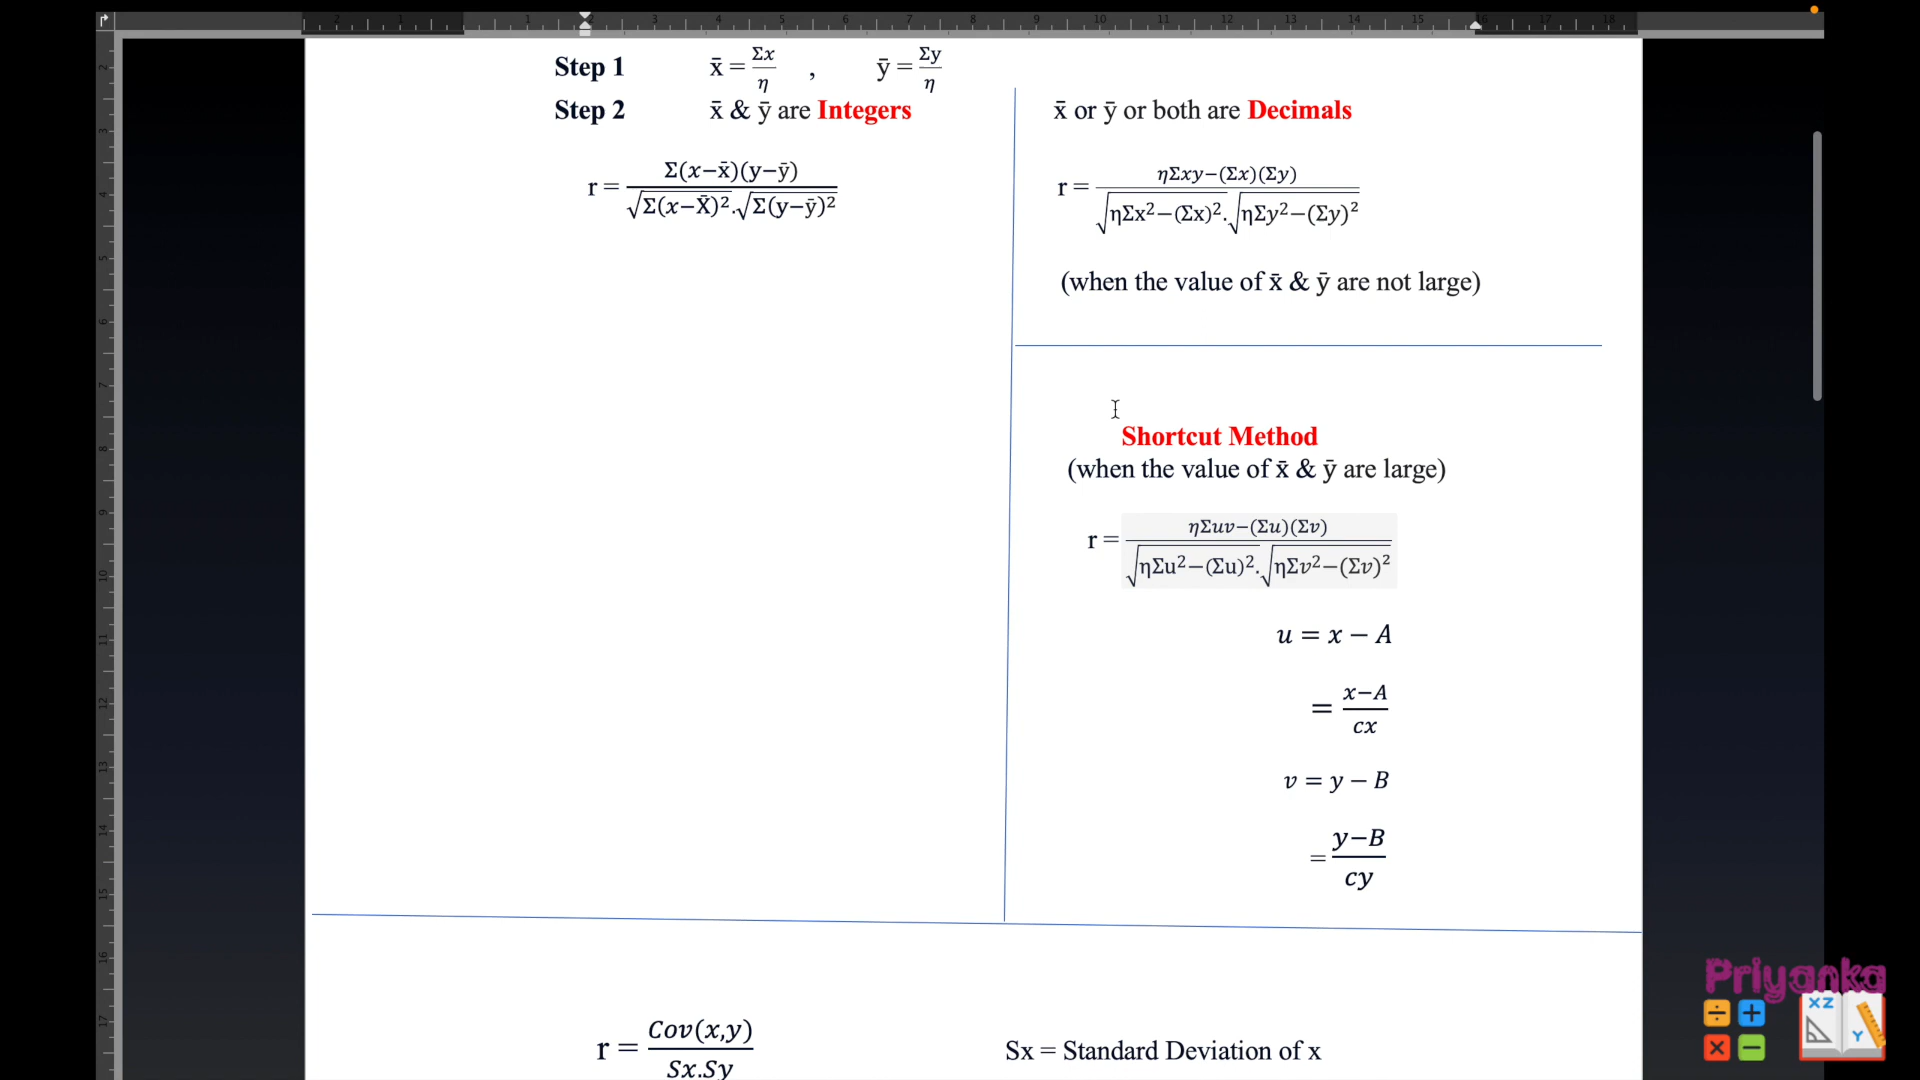 Step 1 x̄ = Σx/η , ȳ = Σy/η
Step 2 x̄ & ȳ are Integers
r = Σ(x−x̄)(y−ȳ) / √Σ(x−X̄)².√Σ(y−ȳ)²
x̄ or ȳ or both are Decimals
r = ηΣxy−(Σx)(Σy) / √ηΣx²−(Σx)².√ηΣy²−(Σy)²
(when the value of x̄ & ȳ are not large)
Shortcut Method
(when the value of x̄ & ȳ are large)
r = ηΣuv−(Σu)(Σv) / √ηΣu²−(Σu)².√ηΣv²−(Σv)²
u = x − A
= x−A/cx
v = y − B
= y−B/cy
r = Cov(x,y)/Sx.Sy
Sx = Standard Deviation of x
Priyanka
XZ
Y